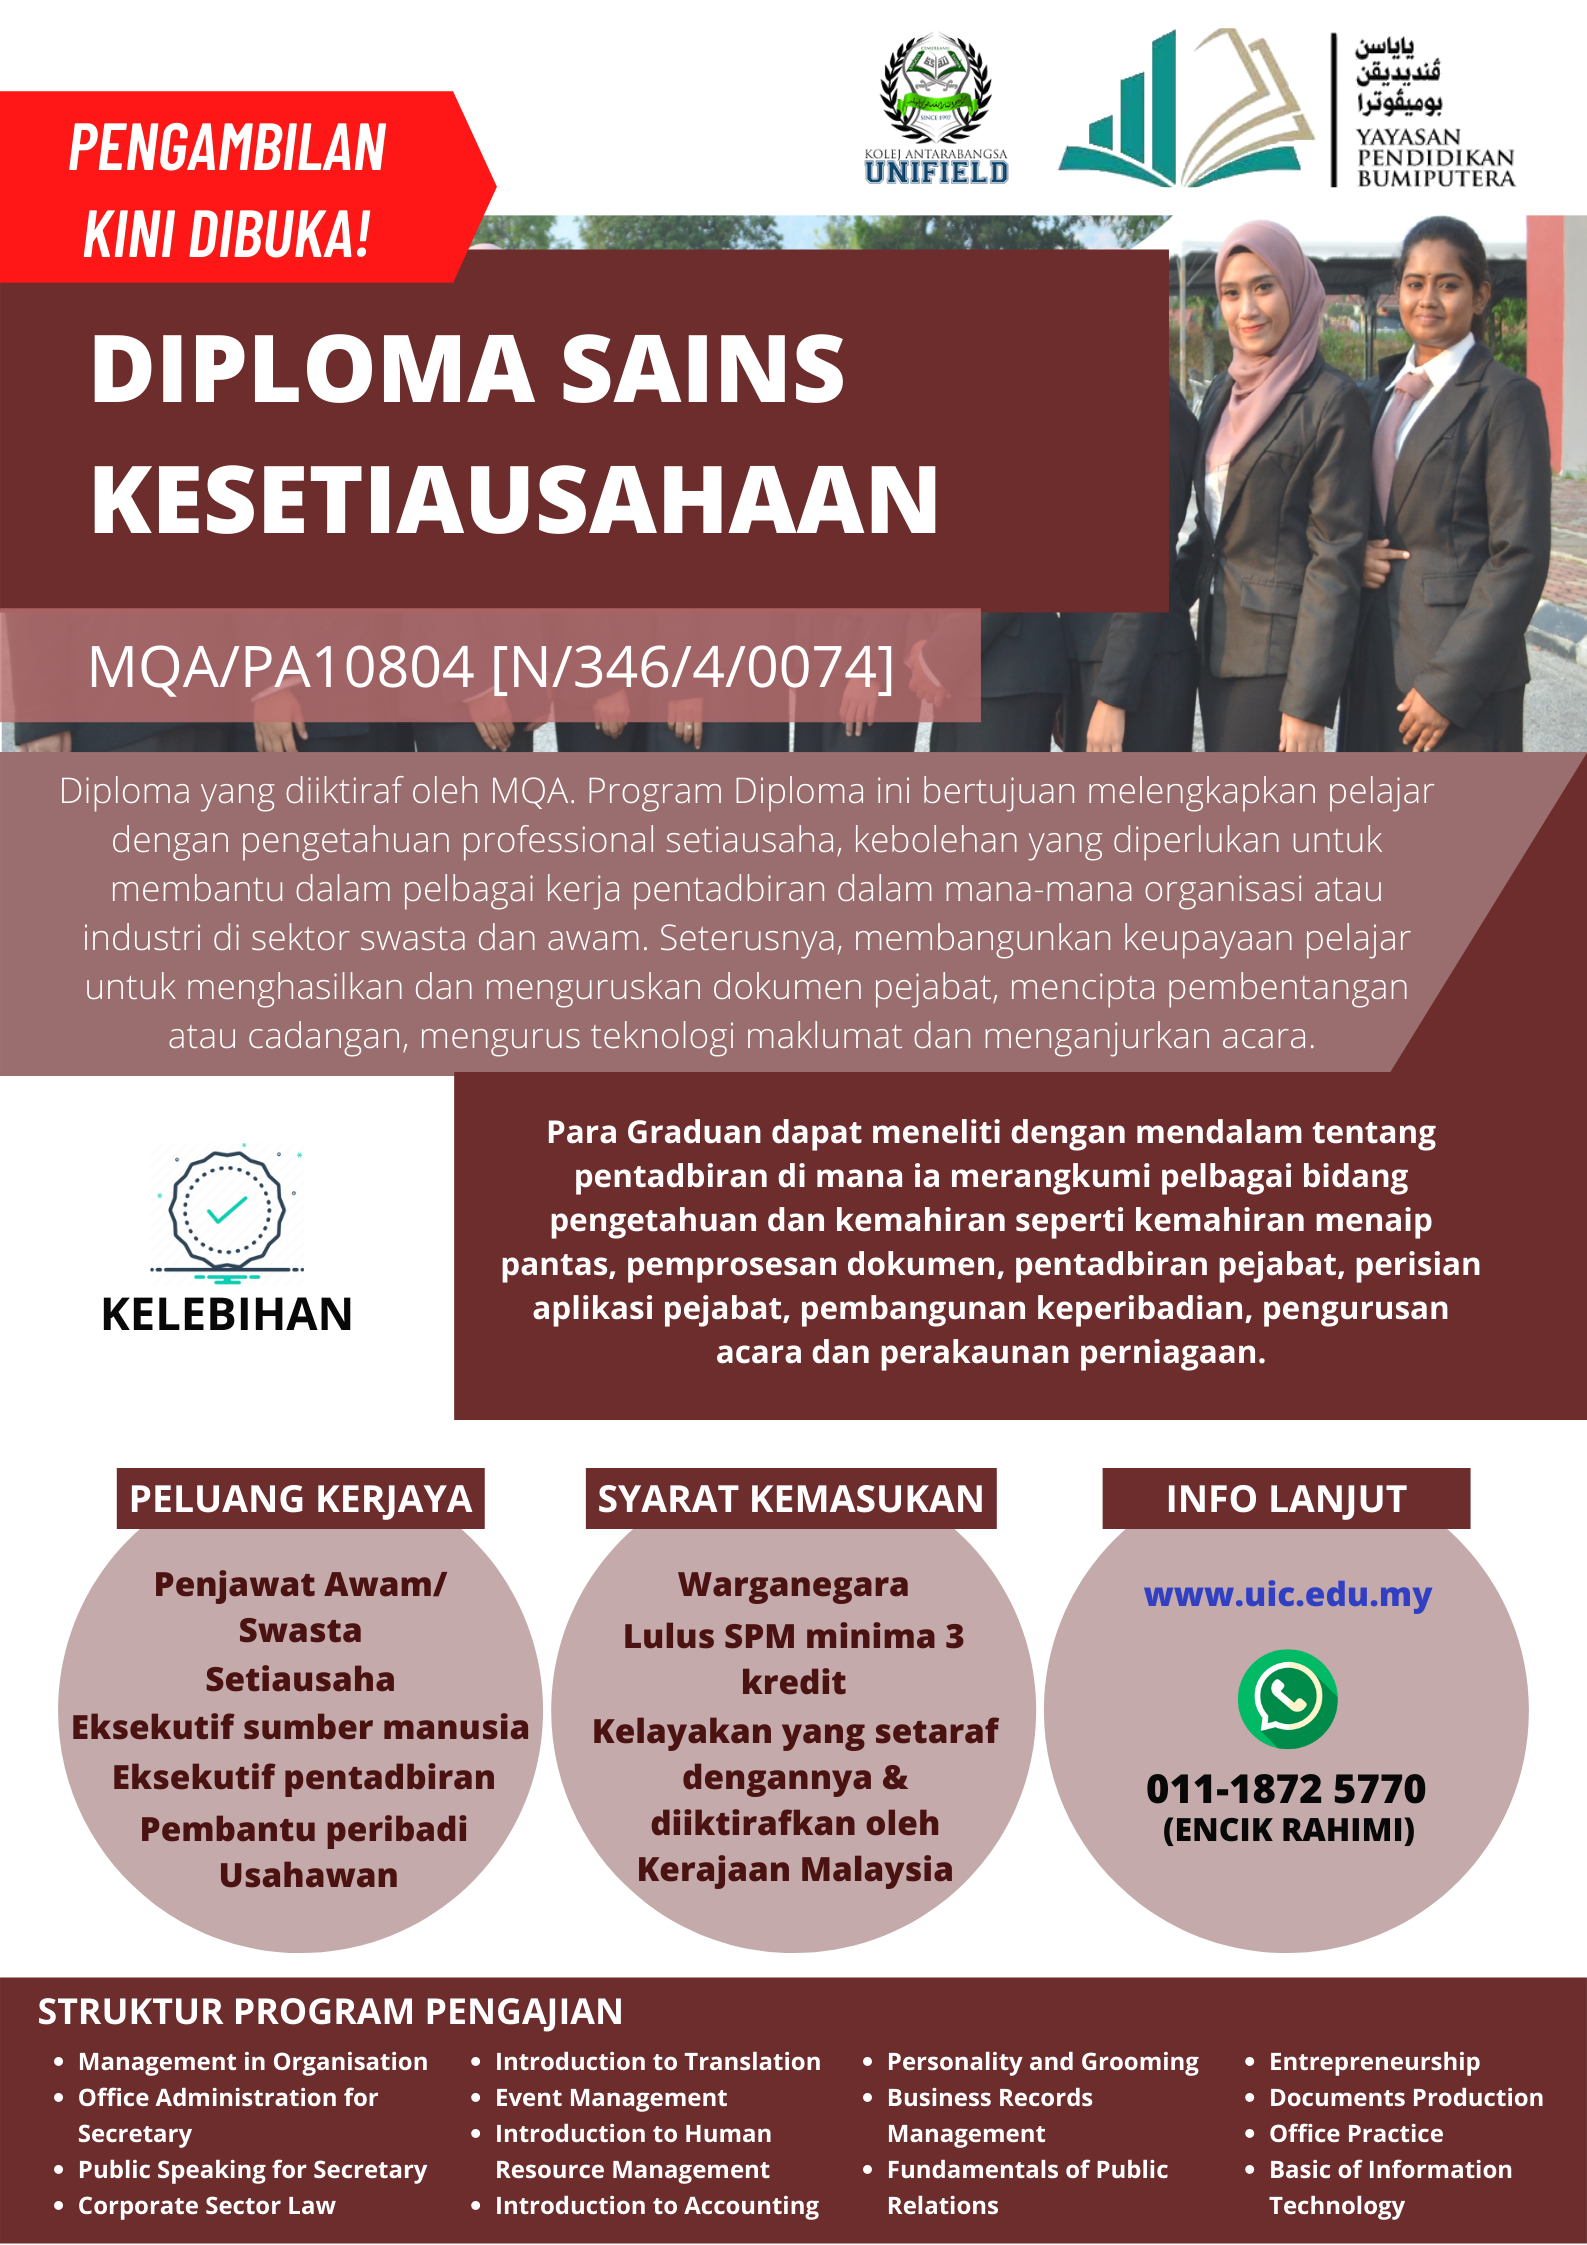 PENGAMBILAN
KINI DIBUKA!
SINCE 1997
KOLEJ ANTARABANGSA
UNIFIELD
ياياسن
ڤنديديقن
بوميڤوترا
YAYASAN
PENDIDIKAN
BUMIPUTERA
DIPLOMA SAINS
KESETIAUSAHAAN
MQA/PA10804 [N/346/4/0074]
Diploma yang diiktiraf oleh MQA. Program Diploma ini bertujuan melengkapkan pelajar
dengan pengetahuan professional setiausaha, kebolehan yang diperlukan untuk
membantu dalam pelbagai kerja pentadbiran dalam mana-mana organisasi atau
industri di sektor swasta dan awam. Seterusnya, membangunkan keupayaan pelajar
untuk menghasilkan dan menguruskan dokumen pejabat, mencipta pembentangan
atau cadangan, mengurus teknologi maklumat dan menganjurkan acara.
KELEBIHAN
Para Graduan dapat meneliti dengan mendalam tentang
pentadbiran di mana ia merangkumi pelbagai bidang
pengetahuan dan kemahiran seperti kemahiran menaip
pantas, pemprosesan dokumen, pentadbiran pejabat, perisian
aplikasi pejabat, pembangunan keperibadian, pengurusan
acara dan perakaunan perniagaan.
PELUANG KERJAYA
Penjawat Awam/
Swasta
Setiausaha
Eksekutif sumber manusia
Eksekutif pentadbiran
Pembantu peribadi
Usahawan
SYARAT KEMASUKAN
Warganegara
Lulus SPM minima 3
kredit
Kelayakan yang setaraf
dengannya &
diiktirafkan oleh
Kerajaan Malaysia
INFO LANJUT
www.uic.edu.my
011-1872 5770
(ENCIK RAHIMI)
STRUKTUR PROGRAM PENGAJIAN
• Management in Organisation
• Office Administration for
Secretary
• Public Speaking for Secretary
• Corporate Sector Law
• Introduction to Translation
• Event Management
• Introduction to Human
Resource Management
• Introduction to Accounting
• Personality and Grooming
• Business Records
Management
• Fundamentals of Public
Relations
• Entrepreneurship
• Documents Production
• Office Practice
• Basic of Information
Technology